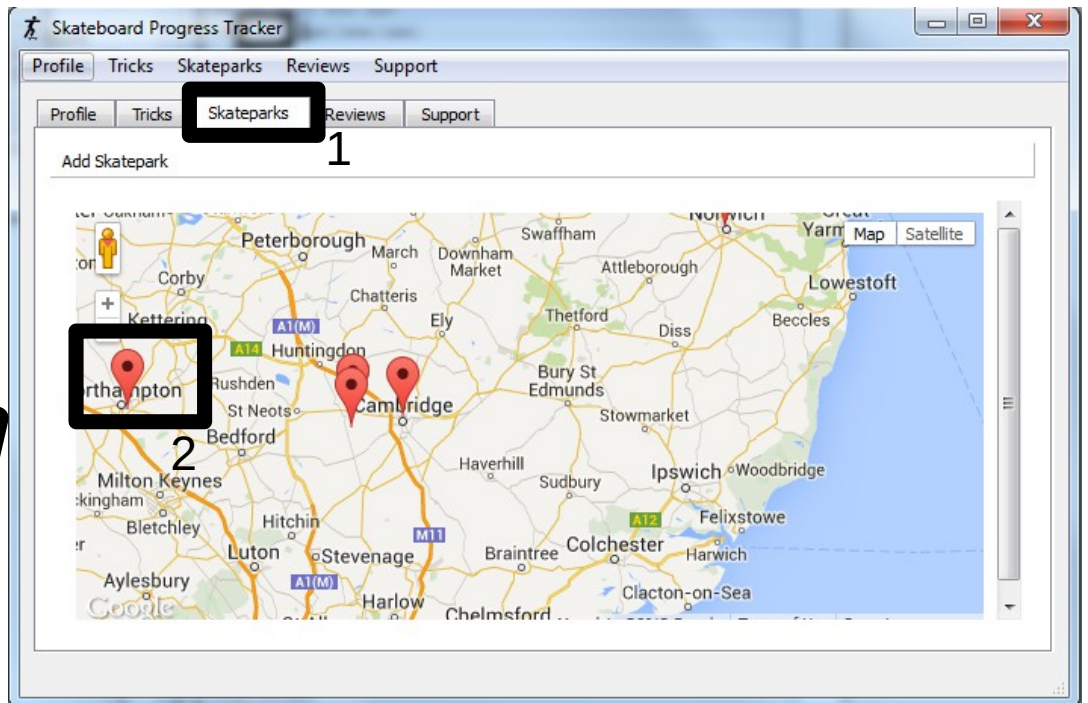 Skateboard Progress Tracker
Profile Tricks Skateparks Reviews Support
Profile Tricks Skateparks Reviews Support
1
Add Skatepark
Norwich
Map Satellite
Peterborough
Swaffham
March
Downham
Market
Attleborough
Corby
Lowestoft
Chatteris
Kettering
Thetford
Ely
Beccles
Diss
A1(M)
A14
Huntingdon
Bury St
Edmunds
Rushden
Cambridge
St Neots
Stowmarket
Bedford
2
Haverhill
Ipswich
Woodbridge
Sudbury
Milton Keynes
Bletchley
Hitchin
A12
Felixstowe
M11
Luton
Stevenage
Braintree
Colchester
Harwich
Aylesbury
A1(M)
Clacton-on-Sea
Harlow
Chelmsford
Google